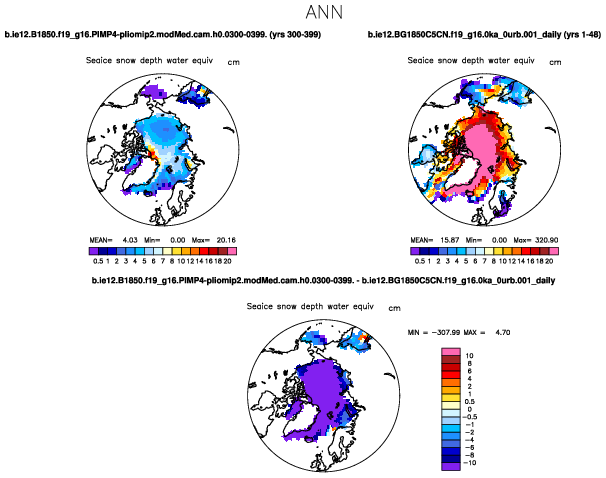 ANN
b.ie12.B1850.f19_g16.PIMP4-pliomip2.modMed.cam.h0.0300-0399. (yrs 300-399)
b.ie12.BG1850C5CN.f19_g16.0ka_0urb.001_daily (yrs 1-48)
Seaice snow depth water equiv cm
Seaice snow depth water equiv cm
MEAN= 4.03 Min= 0.00 Max= 20.16
MEAN= 15.87 Min= 0.00 Max= 320.90
0.5 1 2 3 4 5 6 7 8 9 10 12 14 16 18 20
0.5 1 2 3 4 5 6 7 8 9 10 12 14 16 18 20
b.ie12.B1850.f19_g16.PIMP4-pliomip2.modMed.cam.h0.0300-0399. - b.ie12.BG1850C5CN.f19_g16.0ka_0urb.001_daily
Seaice snow depth water equiv cm
MIN = -307.99 MAX = 4.70
10
8
6
4
2
1
0.5
0
-0.5
-1
-2
-4
-5
-6
-8
-10